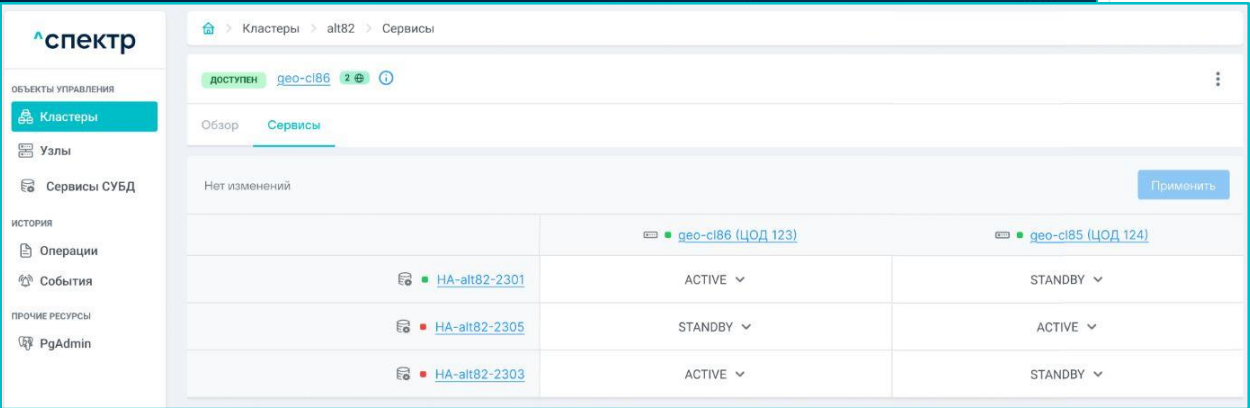 ^спектр
ОБЪЕКТЫ УПРАВЛЕНИЯ
Кластеры
Узлы
Сервисы СУБД
ИСТОРИЯ
Операции
События
ПРОЧИЕ РЕСУРСЫ
PgAdmin
Кластеры > alt82 > Сервисы
ДОСТУПЕН geo-cl86 2
Обзор Сервисы
Нет изменений Применить
geo-cl86 (ЦОД 123) geo-cl85 (ЦОД 124)
HA-alt82-2301 ACTIVE STANDBY
HA-alt82-2305 STANDBY ACTIVE
HA-alt82-2303 ACTIVE STANDBY